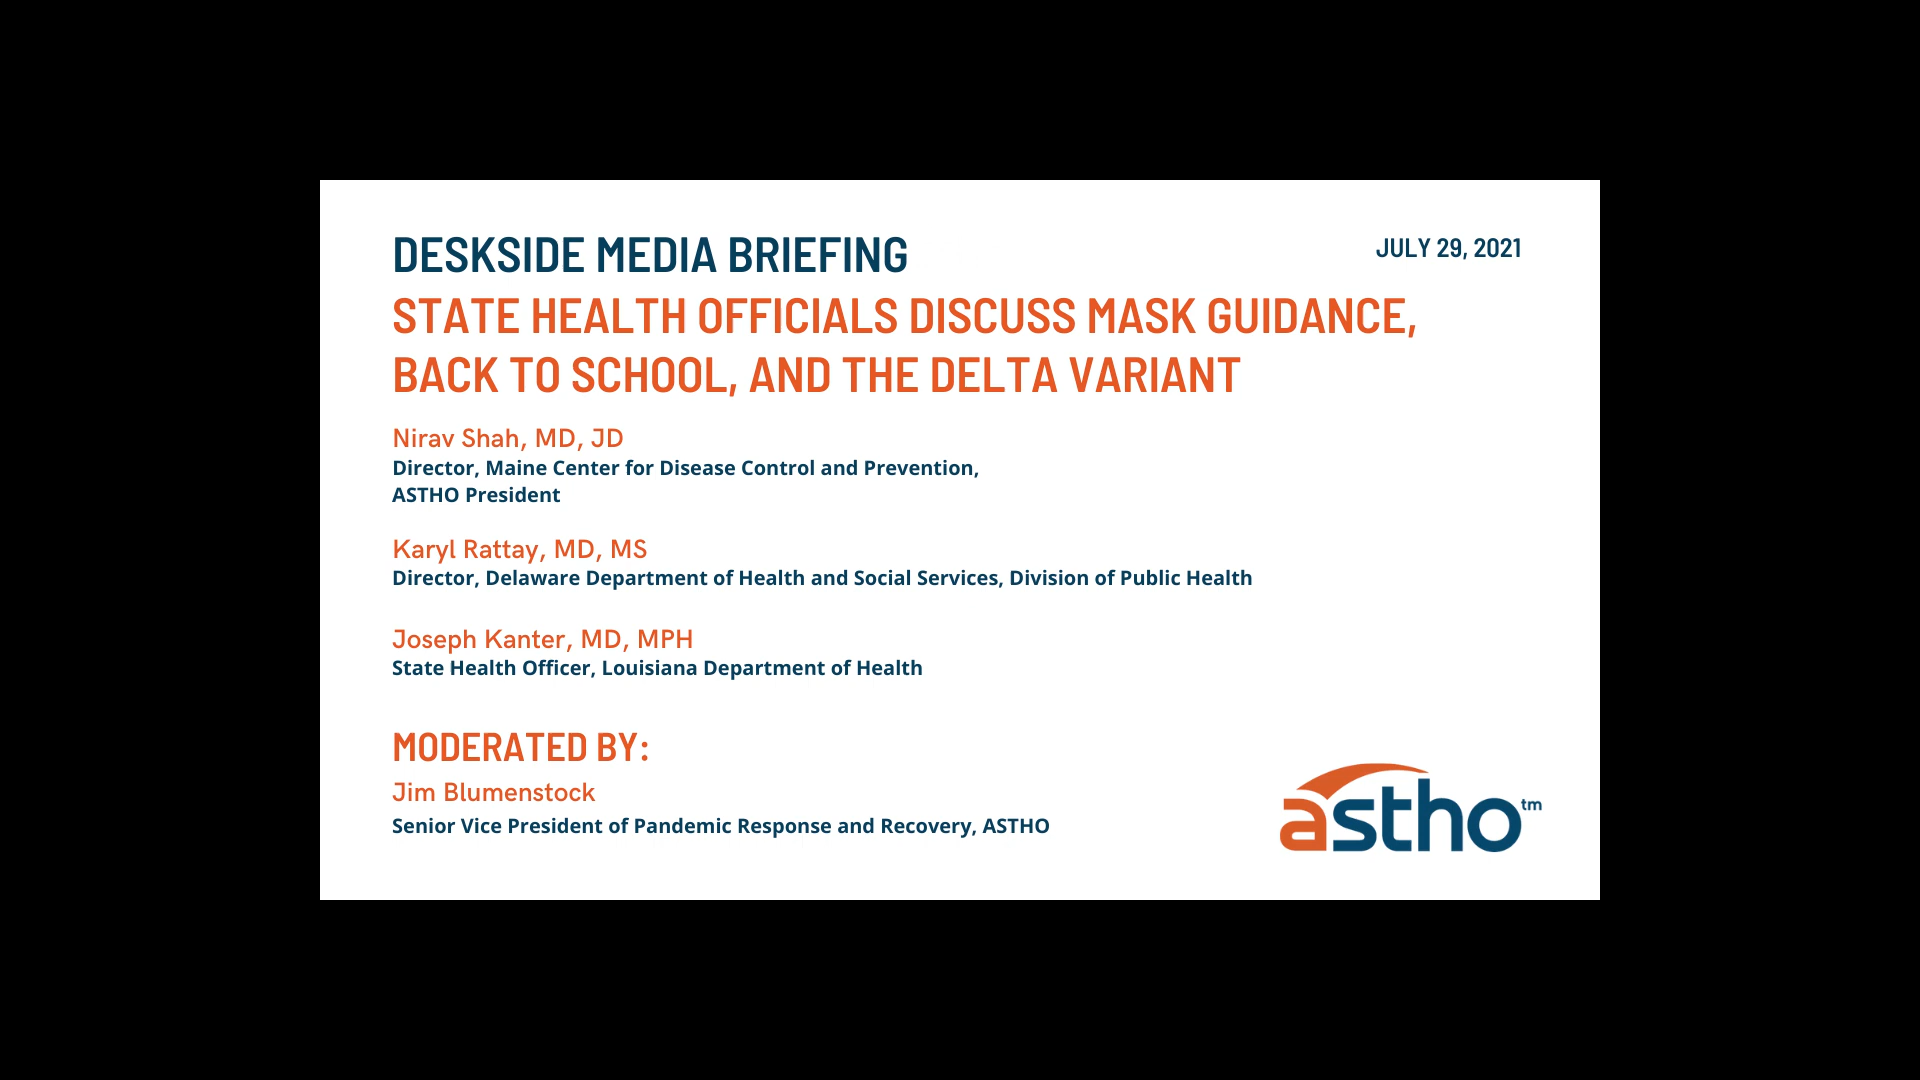 DESKSIDE MEDIA BRIEFING
JULY 29, 2021
STATE HEALTH OFFICIALS DISCUSS MASK GUIDANCE,
BACK TO SCHOOL, AND THE DELTA VARIANT
Nirav Shah, MD, JD
Director, Maine Center for Disease Control and Prevention,
ASTHO President
Karyl Rattay, MD, MS
Director, Delaware Department of Health and Social Services, Division of Public Health
Joseph Kanter, MD, MPH
State Health Officer, Louisiana Department of Health
MODERATED BY:
Jim Blumenstock
Senior Vice President of Pandemic Response and Recovery, ASTHO
astho tm